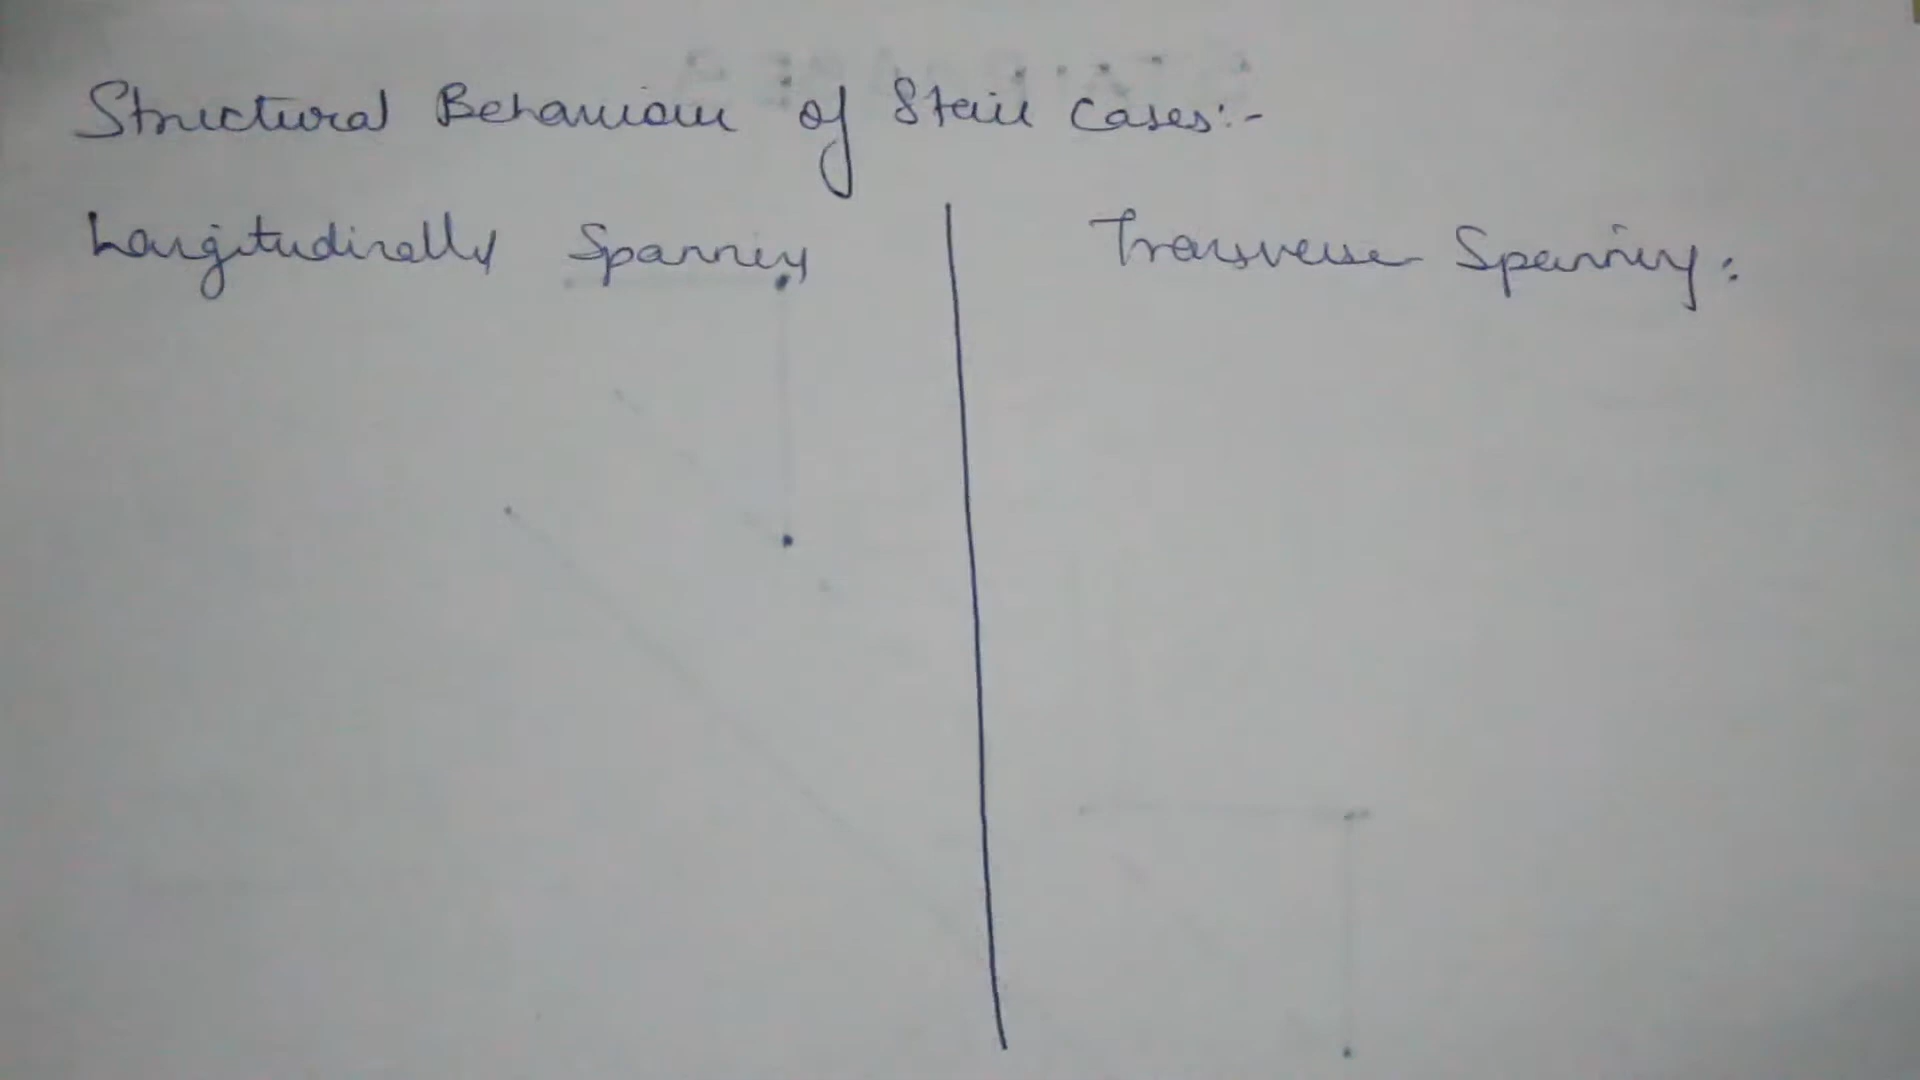 Structural Behaviour of Stair Cases:-
Longitudinally Spanning
Transverse Spanning: